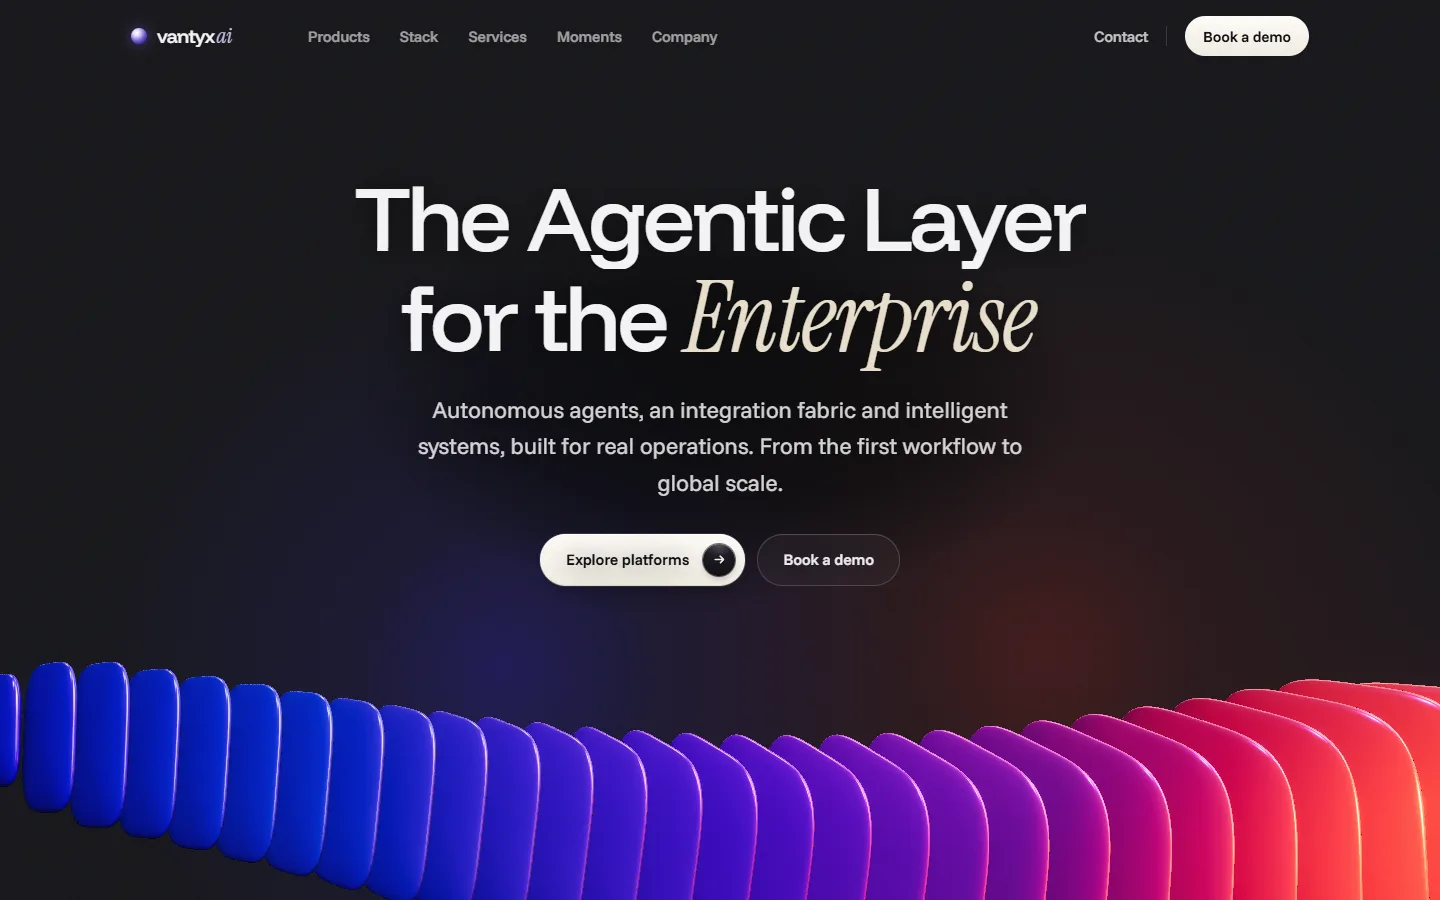 vantyxai
Products Stack Services Moments Company
Contact
Book a demo
The Agentic Layer
for the Enterprise
Autonomous agents, an integration fabric and intelligent
systems, built for real operations. From the first workflow to
global scale.
Explore platforms →
Book a demo